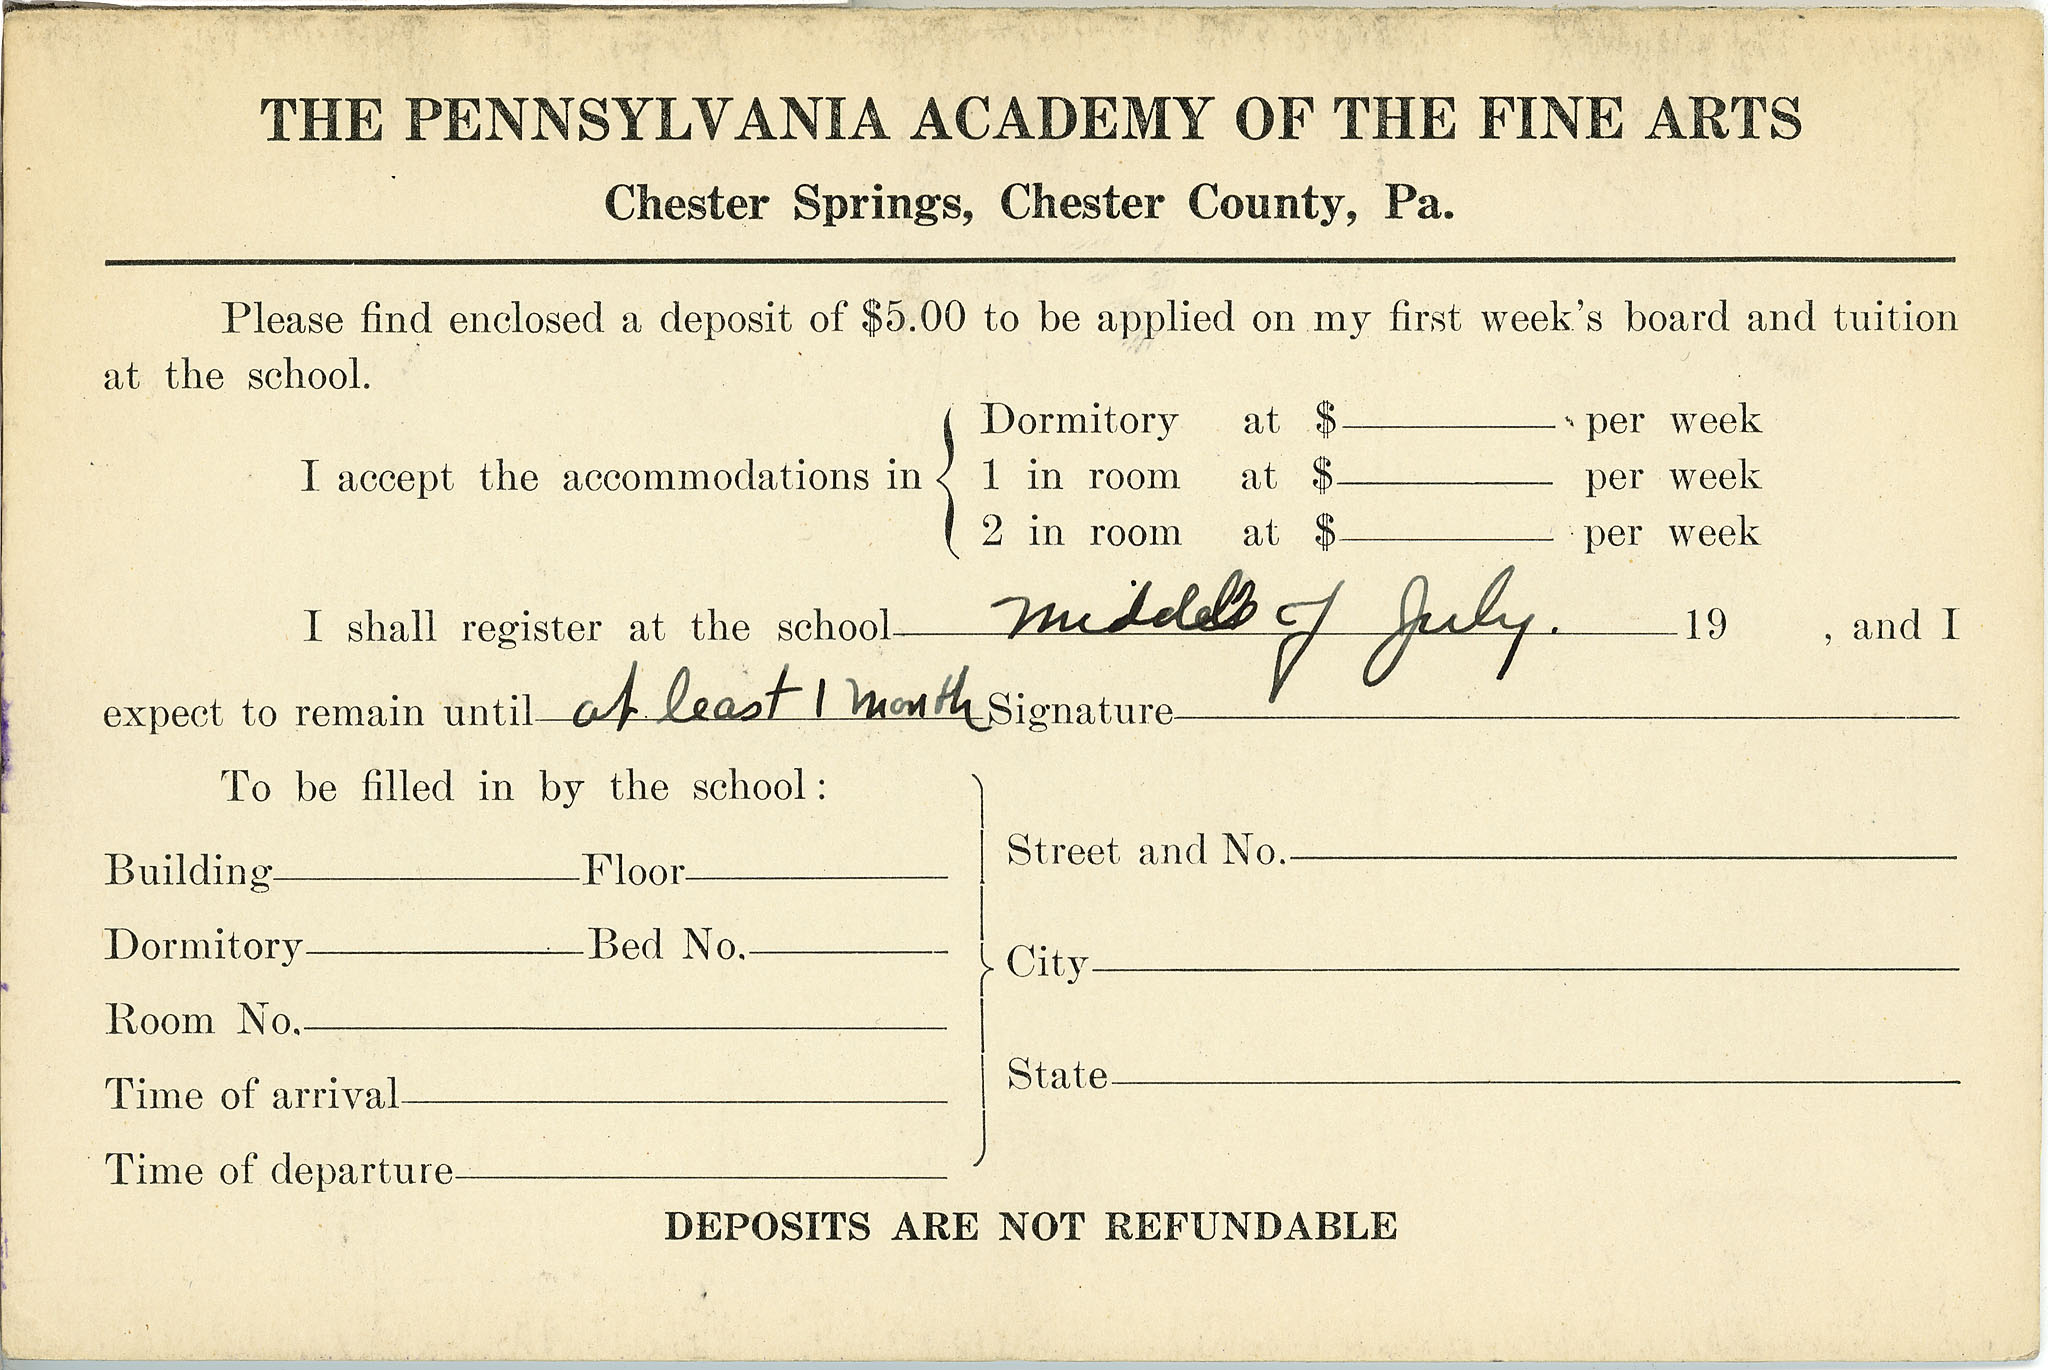 THE PENNSYLVANIA ACADEMY OF THE FINE ARTS
Chester Springs, Chester County, Pa.
Please find enclosed a deposit of $5.00 to be applied on my first week's board and tuition
at the school.
I accept the accommodations in
Dormitory at $ per week
1 in room at $ per week
2 in room at $ per week
I shall register at the school middle of July. 19 , and I
expect to remain until at least 1 month Signature
To be filled in by the school:
Building Floor
Dormitory Bed No.
Room No.
Time of arrival
Time of departure
Street and No.
City
State
DEPOSITS ARE NOT REFUNDABLE